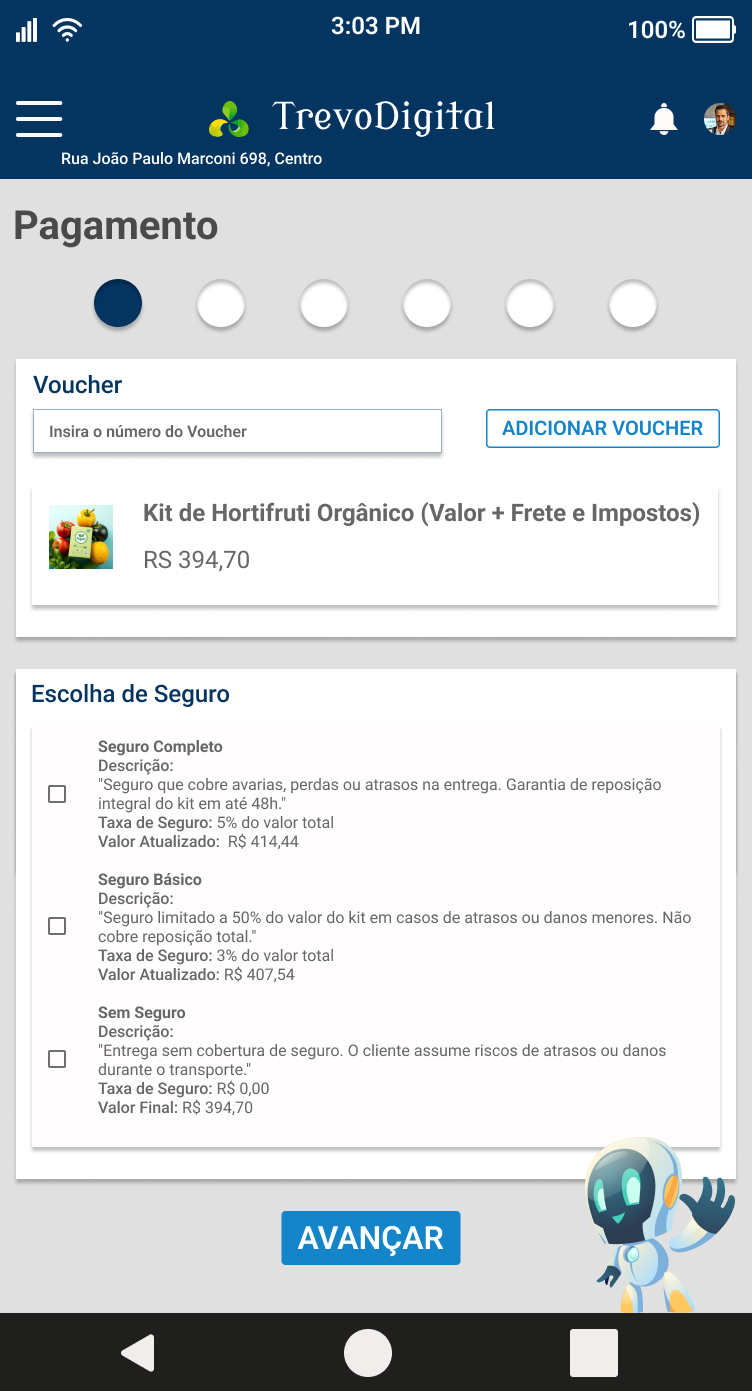 3:03 PM
100%
TrevoDigital
Rua João Paulo Marconi 698, Centro
Pagamento
Voucher
Insira o número do Voucher
ADICIONAR VOUCHER
Kit de Hortifruti Orgânico (Valor + Frete e Impostos)
RS 394,70
Escolha de Seguro
Seguro Completo
Descrição:
"Seguro que cobre avarias, perdas ou atrasos na entrega. Garantia de reposição
integral do kit em até 48h."
Taxa de Seguro: 5% do valor total
Valor Atualizado: R$ 414,44
Seguro Básico
Descrição:
"Seguro limitado a 50% do valor do kit em casos de atrasos ou danos menores. Não
cobre reposição total."
Taxa de Seguro: 3% do valor total
Valor Atualizado: R$ 407,54
Sem Seguro
Descrição:
"Entrega sem cobertura de seguro. O cliente assume riscos de atrasos ou danos
durante o transporte."
Taxa de Seguro: R$ 0,00
Valor Final: R$ 394,70
AVANÇAR